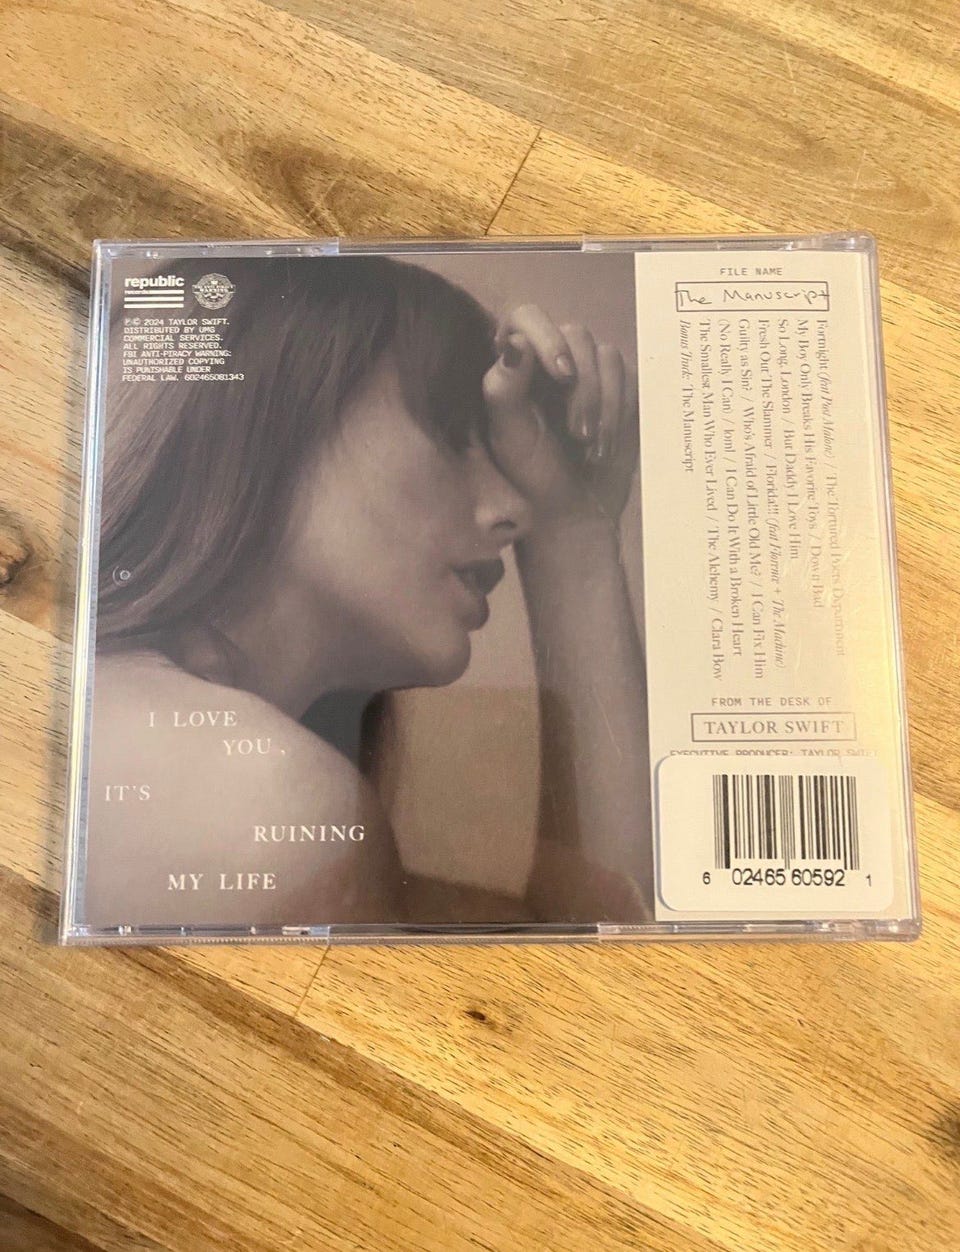 republic
records
℗© 2024 TAYLOR SWIFT.
DISTRIBUTED BY UMG
COMMERCIAL SERVICES.
ALL RIGHTS RESERVED.
FBI ANTI-PIRACY WARNING:
UNAUTHORIZED COPYING
IS PUNISHABLE UNDER
FEDERAL LAW. 602465081343
I LOVE
YOU,
IT'S
RUINING
MY LIFE
FILE NAME
The Manuscript
Fortnight (feat Post Malone) / The Tortured Poets Department
My Boy Only Breaks His Favorite Toys / Down Bad
So Long, London / But Daddy I Love Him
Fresh Out The Slammer / Florida!!! (feat Florence + The Machine)
Guilty as Sin? / Who's Afraid of Little Old Me? / I Can Fix Him
(No Really I Can) / loml / I Can Do It With a Broken Heart
The Smallest Man Who Ever Lived / The Alchemy / Clara Bow
Bonus Track: The Manuscript
FROM THE DESK OF
TAYLOR SWIFT
EXECUTIVE PRODUCER: TAYLOR SWIFT
6 02465 60592 1